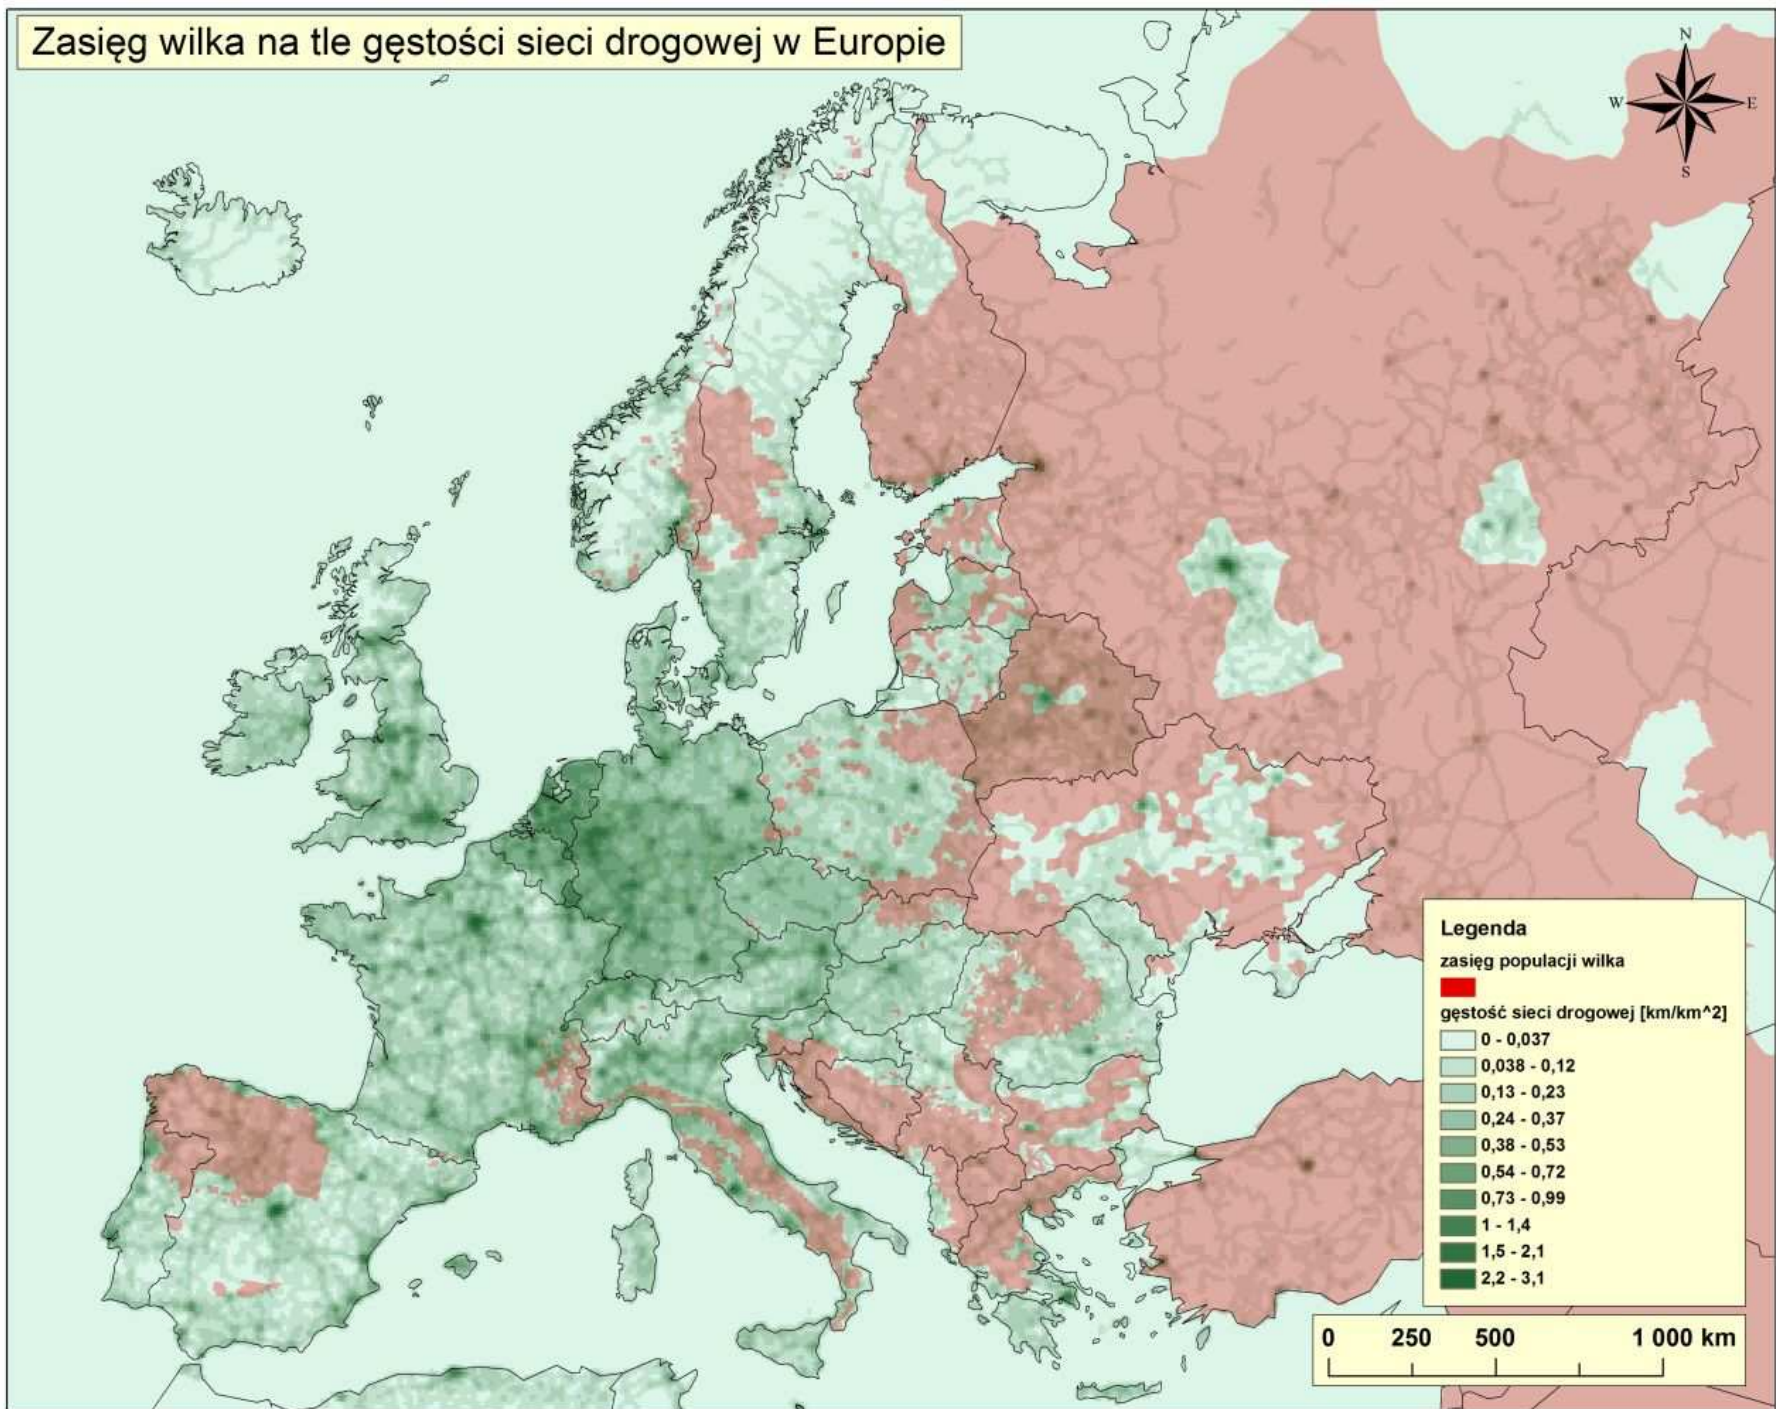 Zasięg wilka na tle gęstości sieci drogowej w Europie
N
W E
S
Legenda
zasięg populacji wilka
gęstość sieci drogowej [km/km^2]
0 - 0,037
0,038 - 0,12
0,13 - 0,23
0,24 - 0,37
0,38 - 0,53
0,54 - 0,72
0,73 - 0,99
1 - 1,4
1,5 - 2,1
2,2 - 3,1
0 250 500 1 000 km